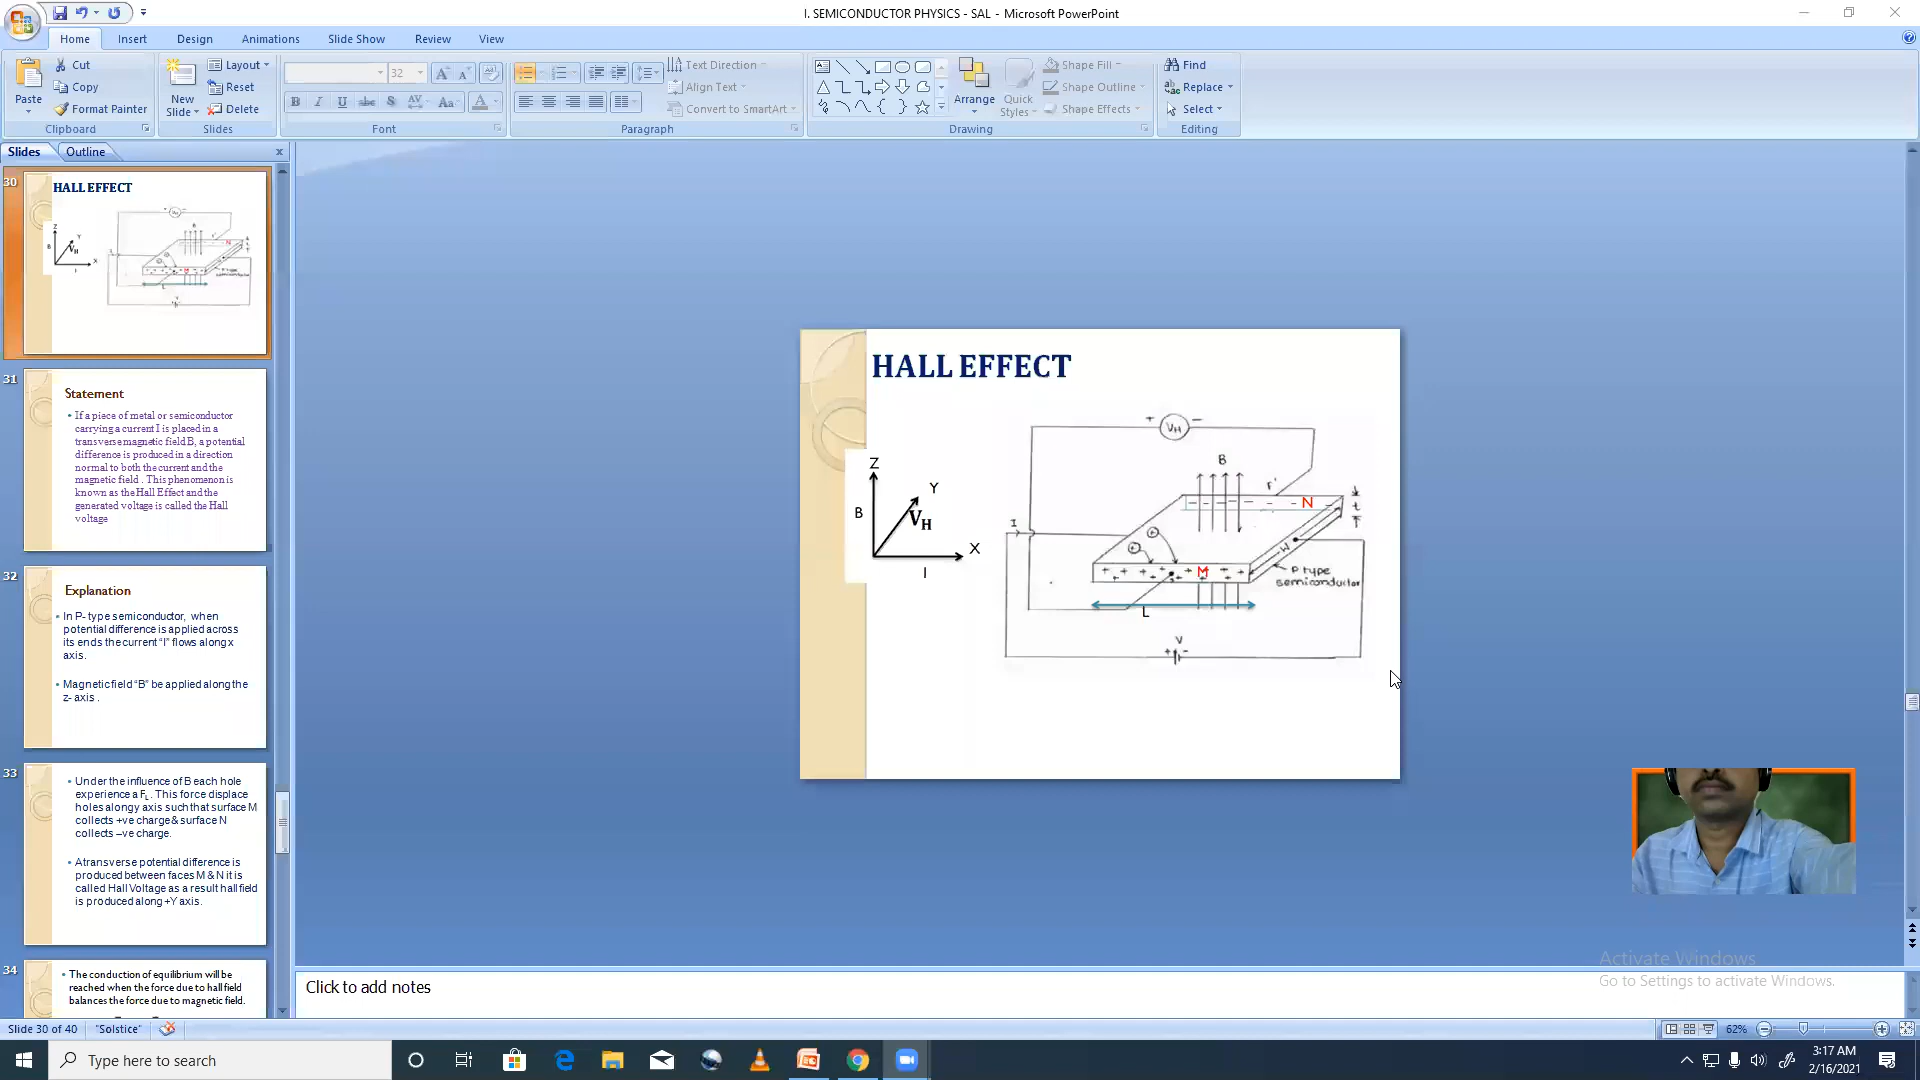 I. SEMICONDUCTOR PHYSICS - SAL - Microsoft PowerPoint
Home Insert Design Animations Slide Show Review View
Paste
Cut
Copy
Format Painter
Clipboard
New
Slide
Layout
Reset
Delete
Slides
32
B I U abc S AV Aa A
Font
Text Direction
Align Text
Convert to SmartArt
Paragraph
Arrange
Quick
Styles
Shape Fill
Shape Outline
Shape Effects
Drawing
Find
Replace
Select
Editing
Slides Outline x
30
HALL EFFECT
31
Statement
• If a piece of metal or semiconductor
carrying a current I is placed in a
transverse magnetic field B, a potential
difference is produced in a direction
normal to both the current and the
magnetic field . This phenomenon is
known as the Hall Effect and the
generated voltage is called the Hall
voltage
32
Explanation
• In P- type semiconductor, when
potential difference is applied across
its ends the current “I” flows along x
axis.
• Magnetic field “B” be applied along the
z- axis .
33
• Under the influence of B each hole
experience a FL . This force displace
holes along y axis such that surface M
collects +ve charge & surface N
collects –ve charge.
• A transverse potential difference is
produced between faces M & N it is
called Hall Voltage as a result hall field
is produced along +Y axis.
34
• The conduction of equilibrium will be
reached when the force due to hall field
balances the force due to magnetic field.
HALL EFFECT
Z
Y
B
VH
X
I
+ VH -
B
F'
N
t
I
W
M
P type
semiconductor
L
V
+ -
Click to add notes
Activate Windows
Go to Settings to activate Windows.
Slide 30 of 40 "Solstice" 62%
Type here to search
3:17 AM
2/16/2021